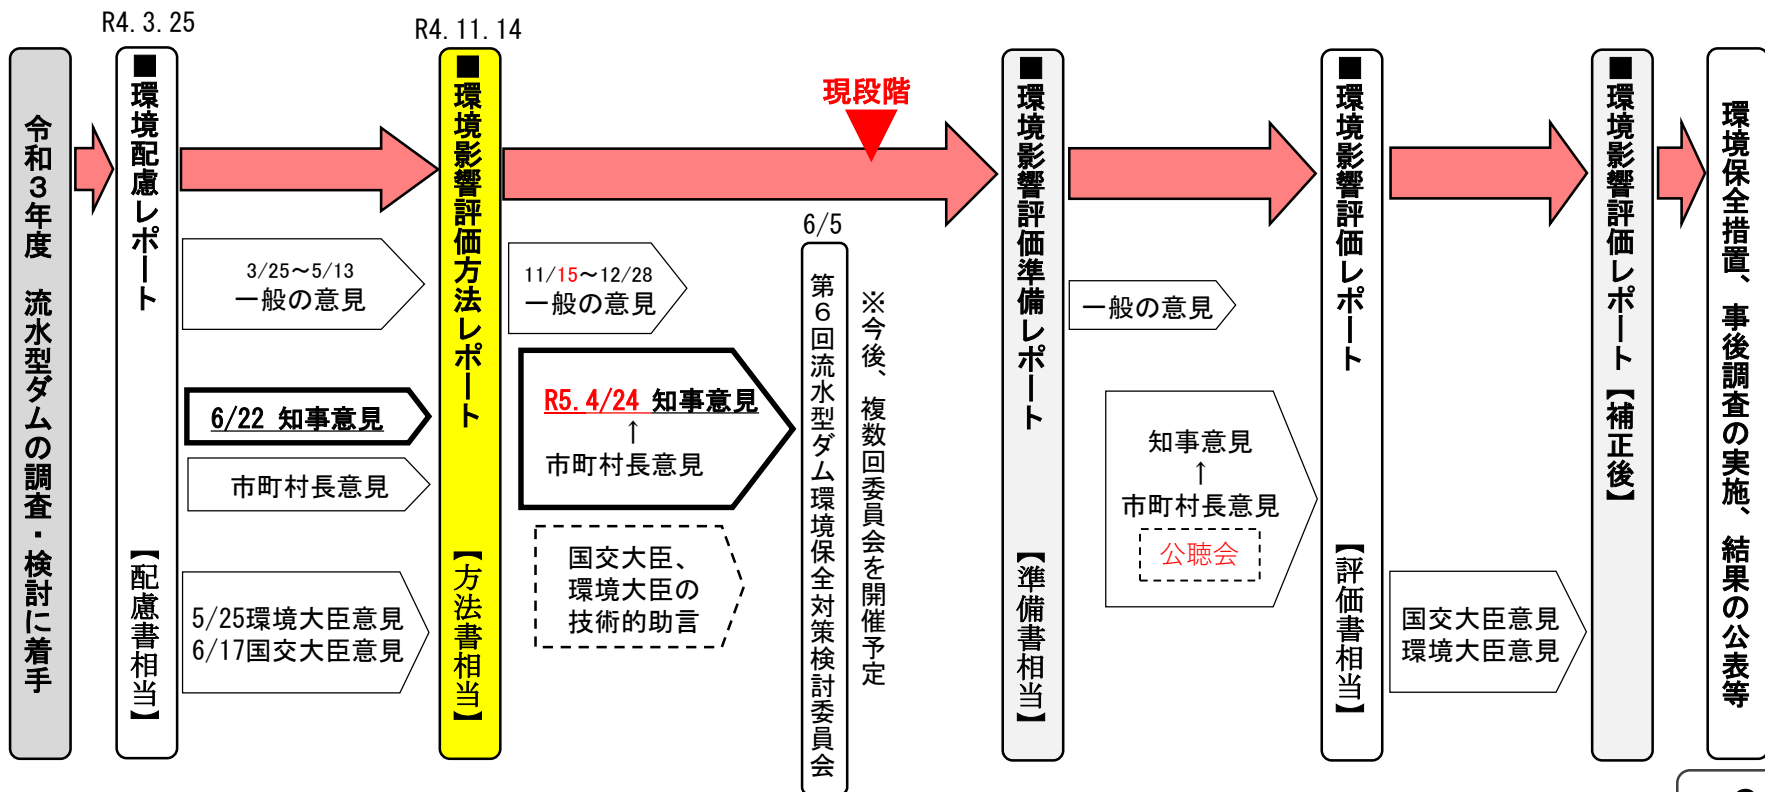 R4.3.25
R4.11.14
現段階
令和３年度　流水型ダムの調査・検討に着手
■環境配慮レポート
【配慮書相当】
3/25～5/13
一般の意見
6/22 知事意見
市町村長意見
5/25環境大臣意見
6/17国交大臣意見
■環境影響評価方法レポート
【方法書相当】
11/15～12/28
一般の意見
R5.4/24 知事意見
↑
市町村長意見
国交大臣、
環境大臣の
技術的助言
6/5
第６回流水型ダム環境保全対策検討委員会
※今後、複数回委員会を開催予定
■環境影響評価準備レポート
【準備書相当】
一般の意見
知事意見
↑
市町村長意見
公聴会
■環境影響評価レポート
【評価書相当】
国交大臣意見
環境大臣意見
■環境影響評価レポート【補正後】
環境保全措置、事後調査の実施、結果の公表等